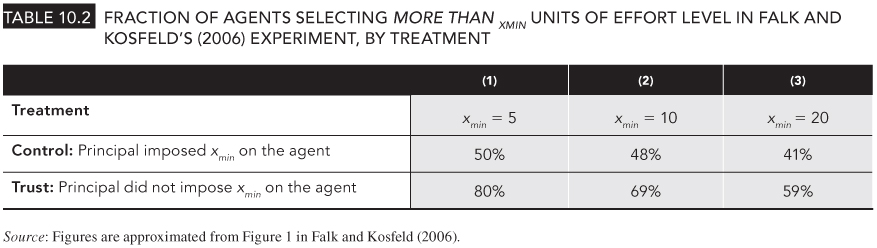 TABLE 10.2 FRACTION OF AGENTS SELECTING MORE THAN XMIN UNITS OF EFFORT LEVEL IN FALK AND
KOSFELD'S (2006) EXPERIMENT, BY TREATMENT
(1) (2) (3)
Treatment xmin = 5 xmin = 10 xmin = 20
Control: Principal imposed xmin on the agent 50% 48% 41%
Trust: Principal did not impose xmin on the agent 80% 69% 59%
Source: Figures are approximated from Figure 1 in Falk and Kosfeld (2006).